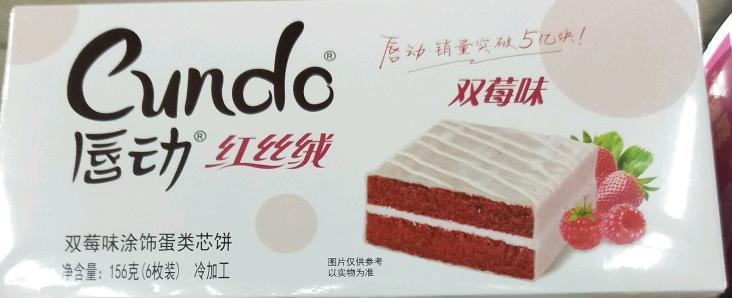 Cundo®
唇动®
红丝绒
唇动·销量突破5亿块!
双莓味
双莓味涂饰蛋类芯饼
净含量:156克(6枚装) 冷加工
图片仅供参考
以实物为准